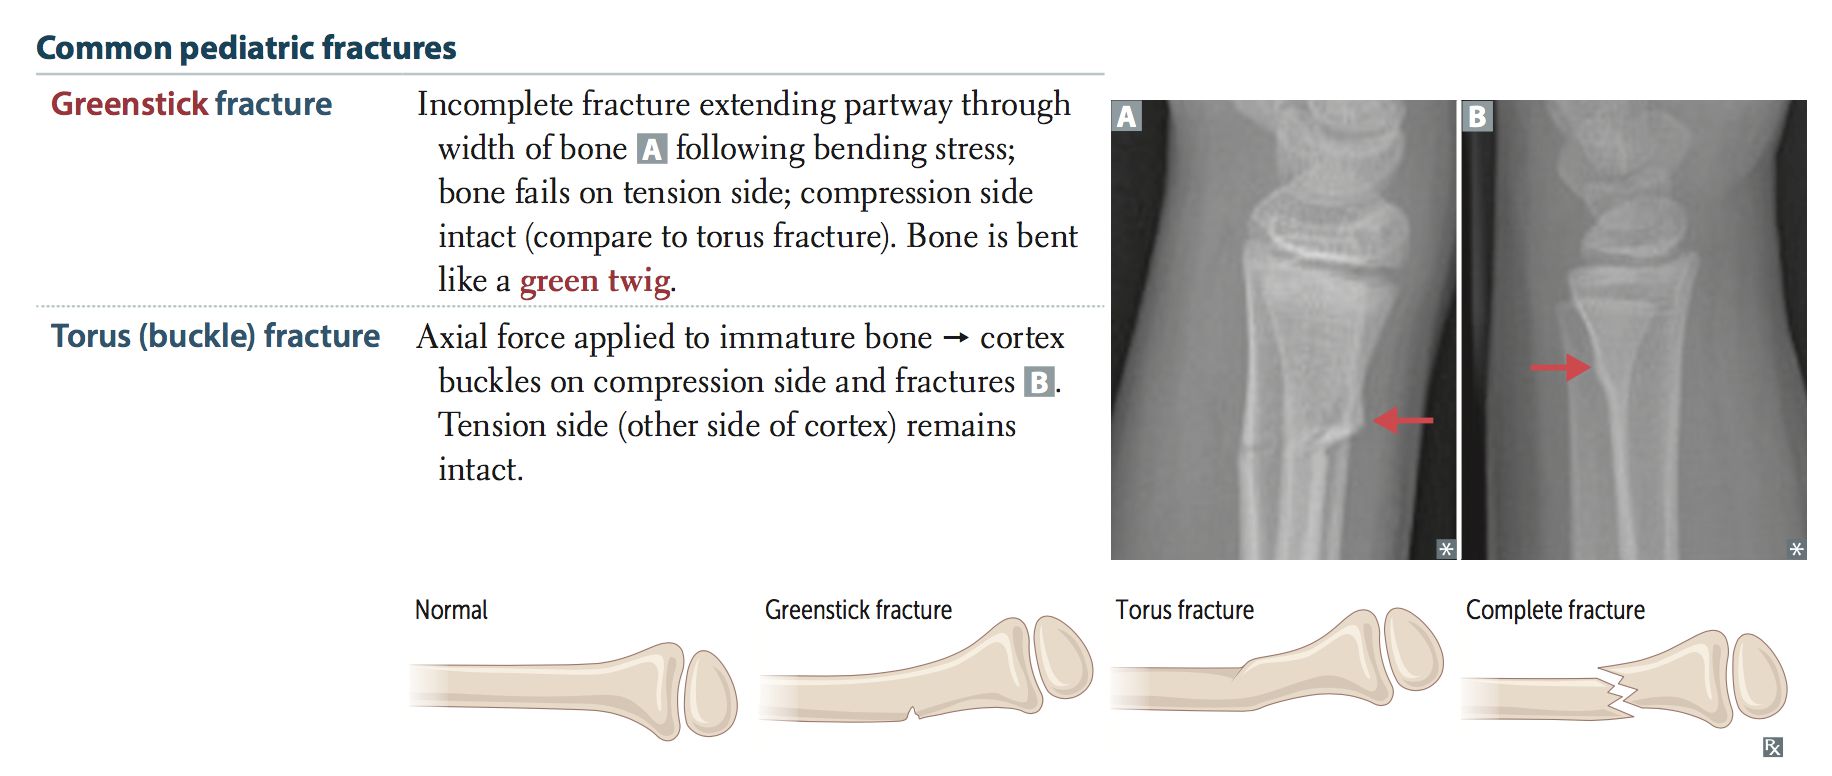 Common pediatric fractures
Greenstick fracture
Incomplete fracture extending partway through
width of bone A following bending stress;
bone fails on tension side; compression side
intact (compare to torus fracture). Bone is bent
like a green twig.
Torus (buckle) fracture
Axial force applied to immature bone → cortex
buckles on compression side and fractures B.
Tension side (other side of cortex) remains
intact.
A
B
*
*
Normal
Greenstick fracture
Torus fracture
Complete fracture
Rx